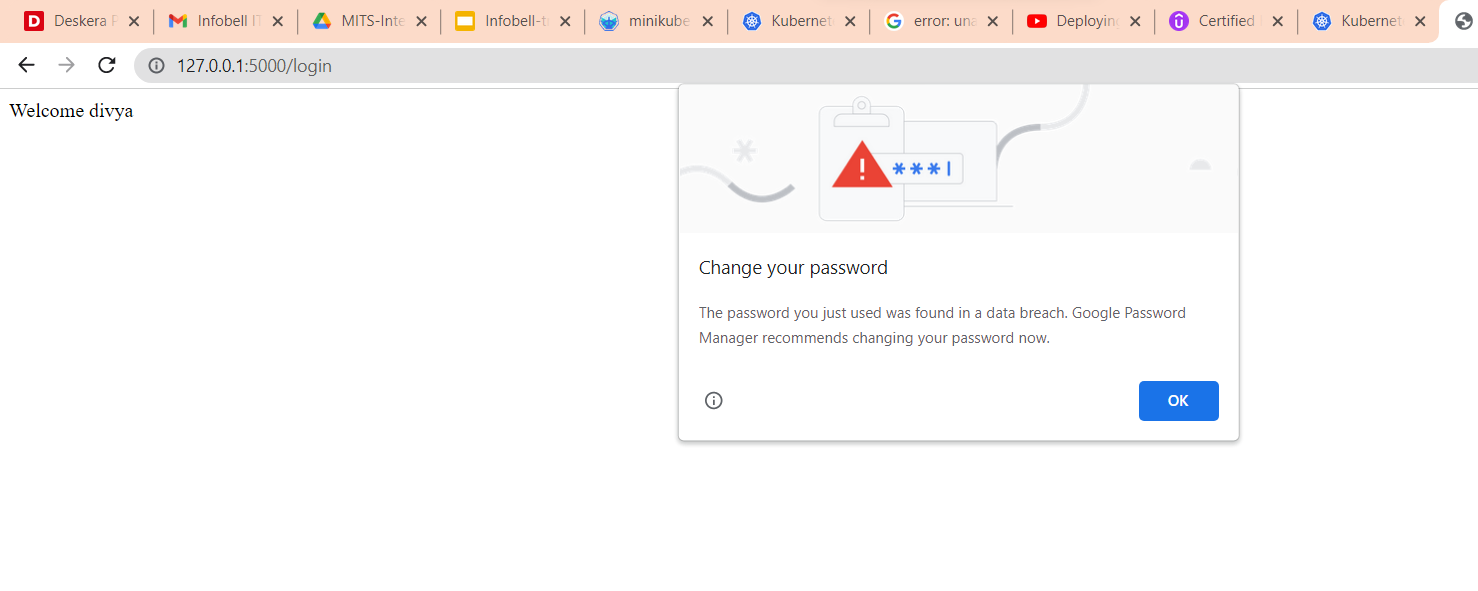 Deskera P
Infobell IT
MITS-Inte
Infobell-t
minikube
Kubernet
error: una
Deployin
Certified
Kubernet
127.0.0.1:5000/login
Welcome divya
***|
Change your password
The password you just used was found in a data breach. Google Password
Manager recommends changing your password now.
OK